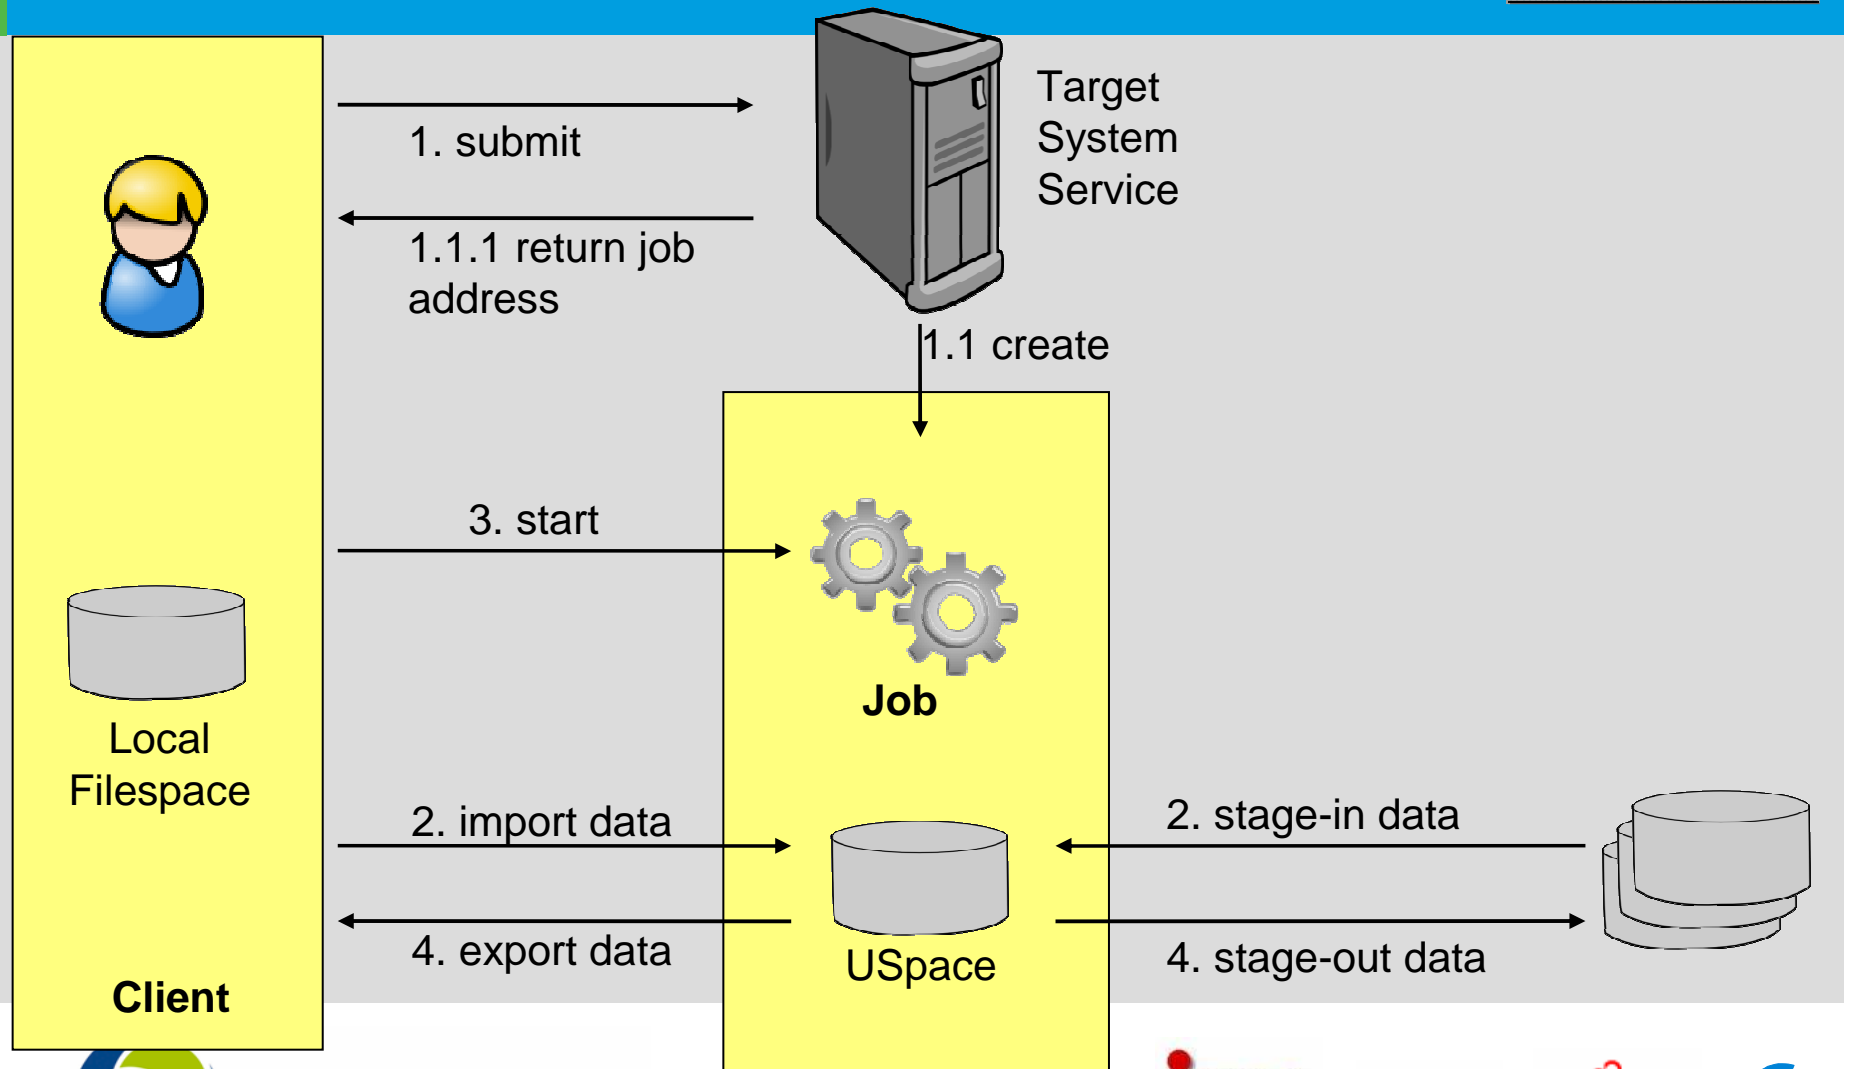 Target
System
Service
1. submit
1.1.1 return job
address
1.1 create
3. start
Job
Local
Filespace
2. import data
2. stage-in data
4. export data
USpace
4. stage-out data
Client